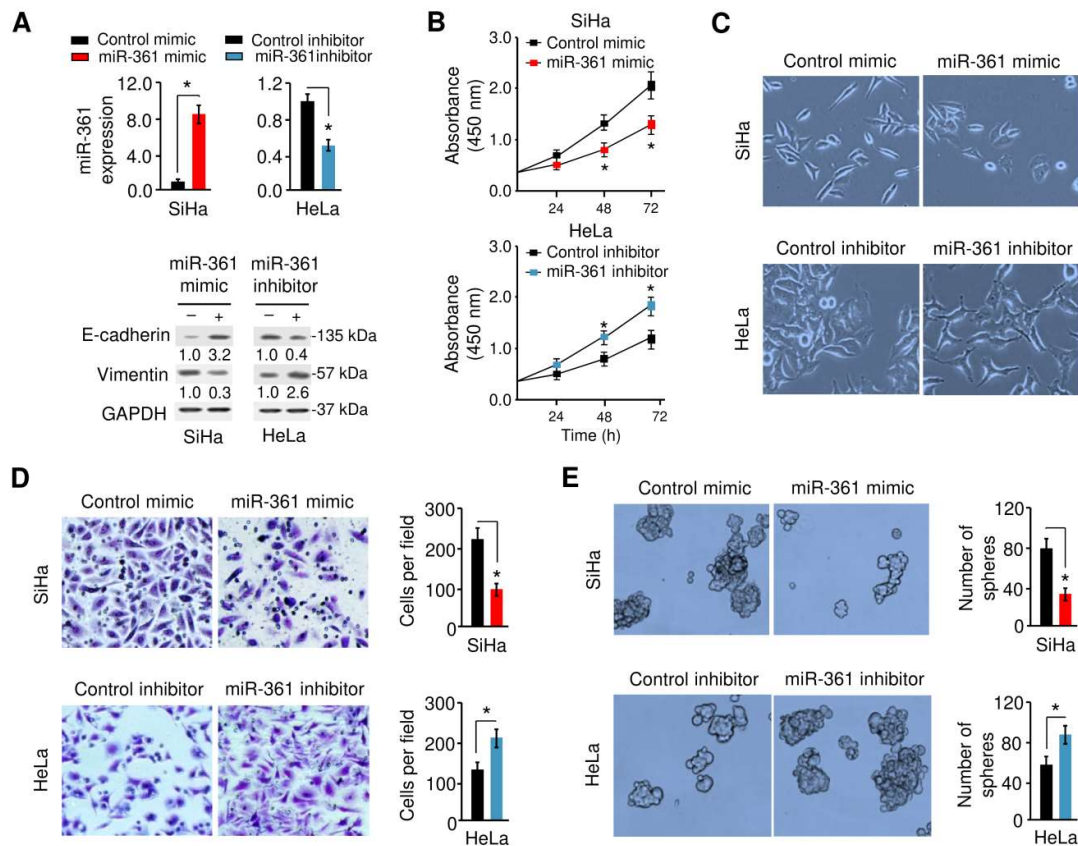 A
Control mimic
miR-361 mimic
Control inhibitor
miR-361inhibitor
miR-361
expression
12.0
8.0
4.0
0
*
SiHa
1.2
0.8
0.4
0
*
HeLa
miR-361
mimic
miR-361
inhibitor
– + – +
E-cadherin -135 kDa
1.0 3.2 1.0 0.4
Vimentin -57 kDa
1.0 0.3 1.0 2.6
GAPDH -37 kDa
SiHa HeLa
B
SiHa
Control mimic
miR-361 mimic
Absorbance
(450 nm)
3.0
2.0
1.0
0.0
* *
24 48 72
HeLa
Control inhibitor
miR-361 inhibitor
Absorbance
(450 nm)
3.0
2.0
1.0
0.0
* *
24 48 72
Time (h)
C
Control mimic miR-361 mimic
SiHa
Control inhibitor miR-361 inhibitor
HeLa
D
Control mimic miR-361 mimic
SiHa
Cells per field
300
200
100
0
*
SiHa
Control inhibitor miR-361 inhibitor
HeLa
Cells per field
300
200
100
0
*
HeLa
E
Control mimic miR-361 mimic
SiHa
Number of
spheres
120
80
40
0
*
SiHa
Control inhibitor miR-361 inhibitor
HeLa
Number of
spheres
120
80
40
0
*
HeLa